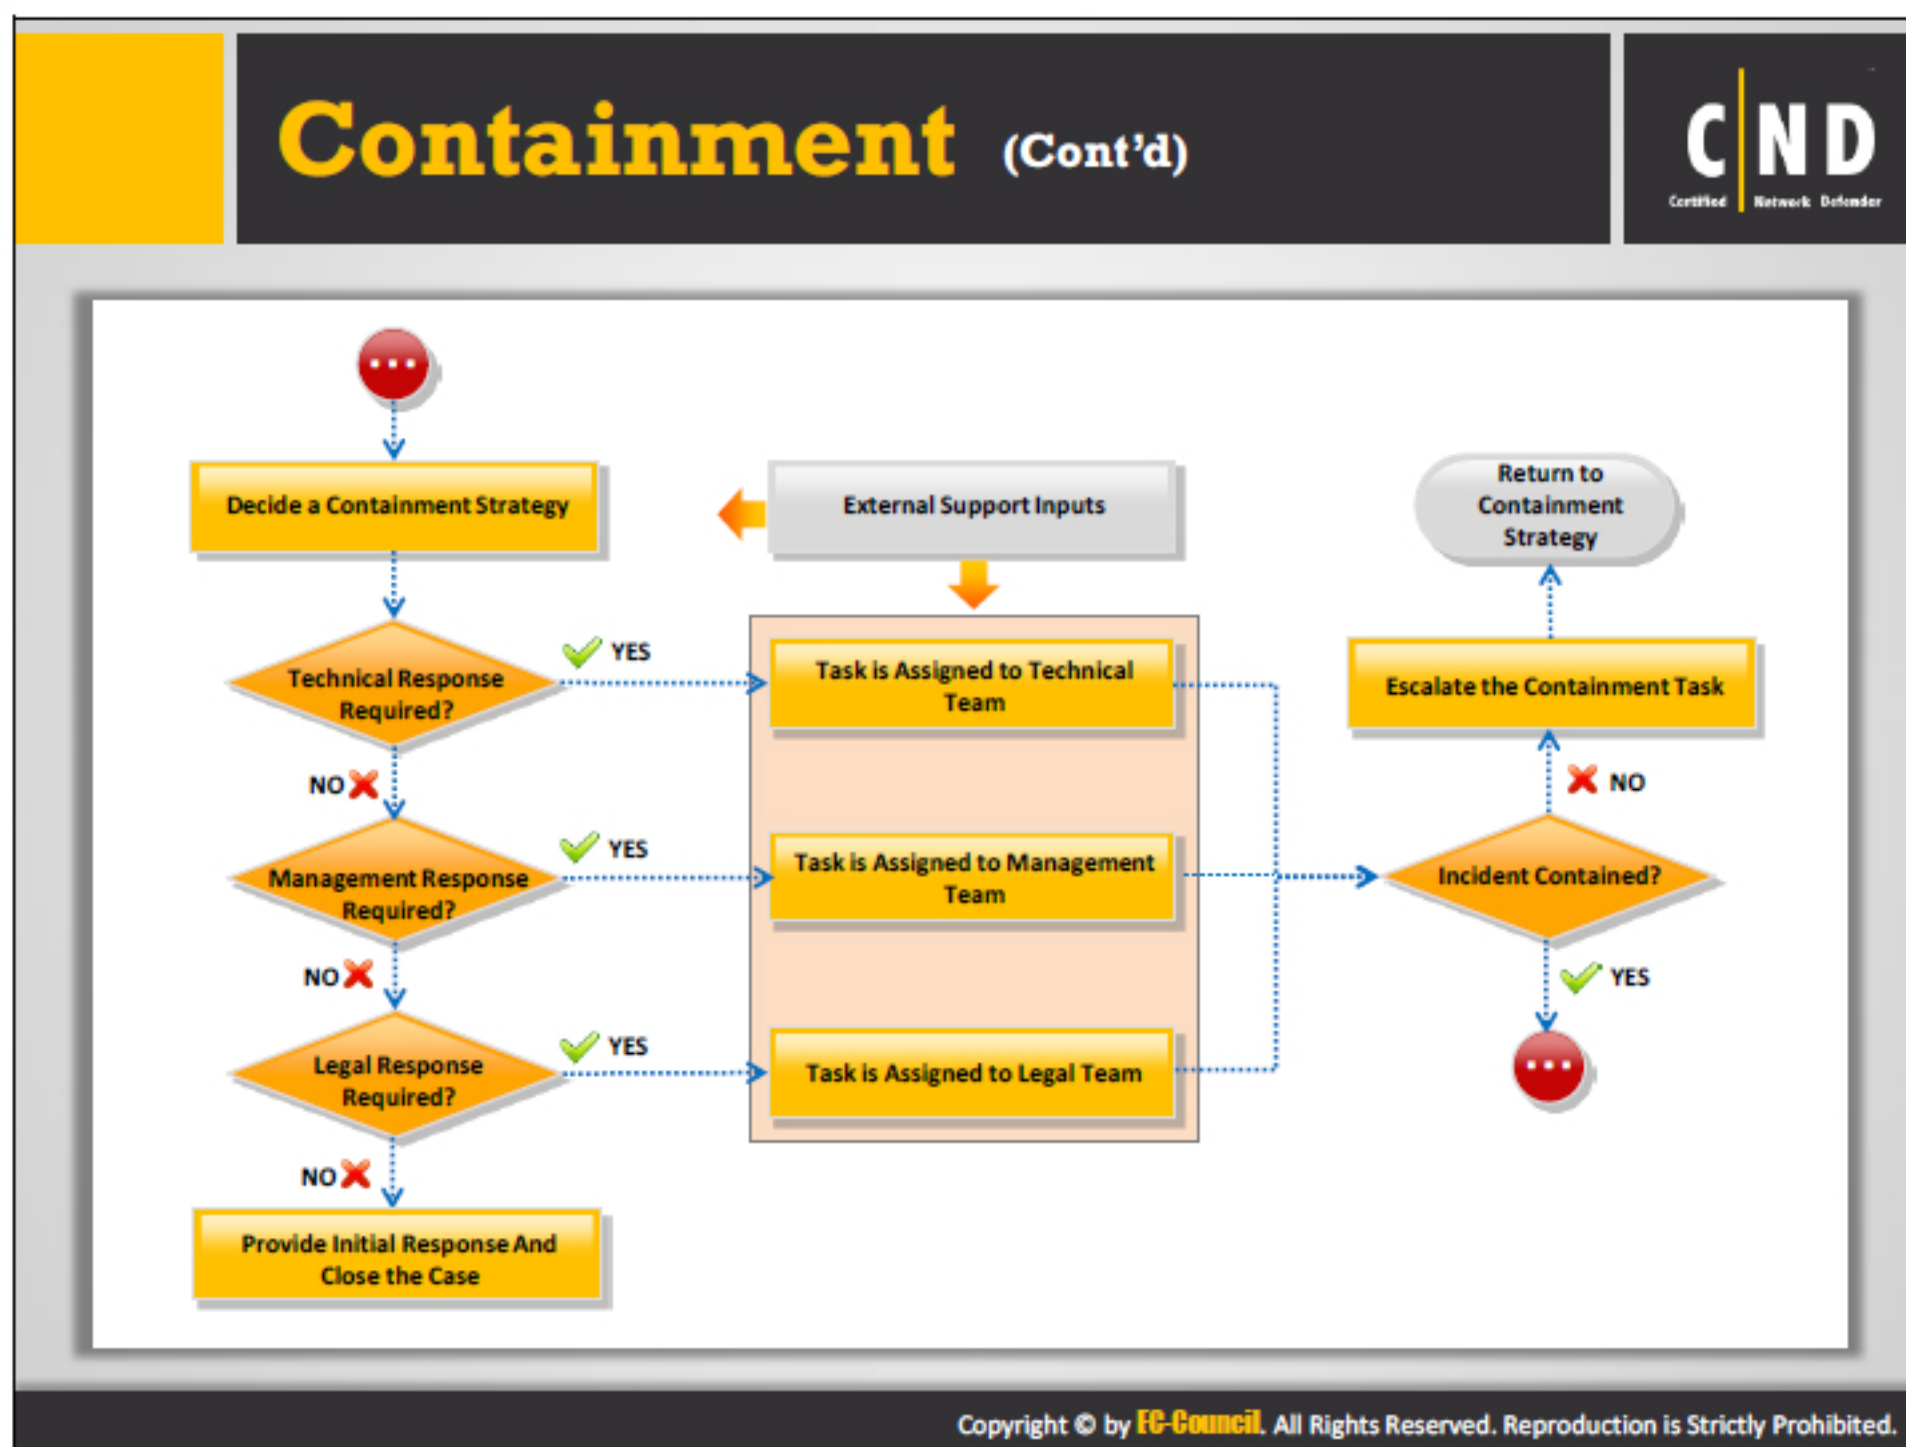 Containment (Cont'd)
C ND
Certified Network Defender
Decide a Containment Strategy
External Support Inputs
Return to
Containment
Strategy
Technical Response
Required?
YES
Task is Assigned to Technical
Team
Escalate the Containment Task
NO
NO
Management Response
Required?
YES
Task is Assigned to Management
Team
Incident Contained?
NO
YES
Legal Response
Required?
YES
Task is Assigned to Legal Team
NO
Provide Initial Response And
Close the Case
Copyright © by EC-Council. All Rights Reserved. Reproduction is Strictly Prohibited.